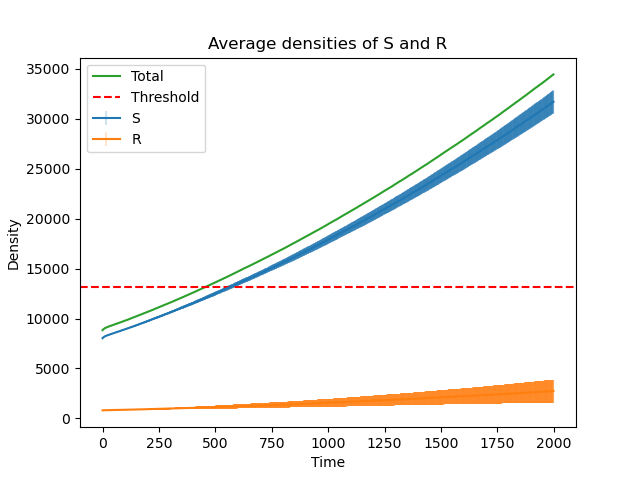 Average densities of S and R
Total
Threshold
S
R
35000
30000
25000
20000
15000
10000
5000
0
Density
0 250 500 750 1000 1250 1500 1750 2000
Time